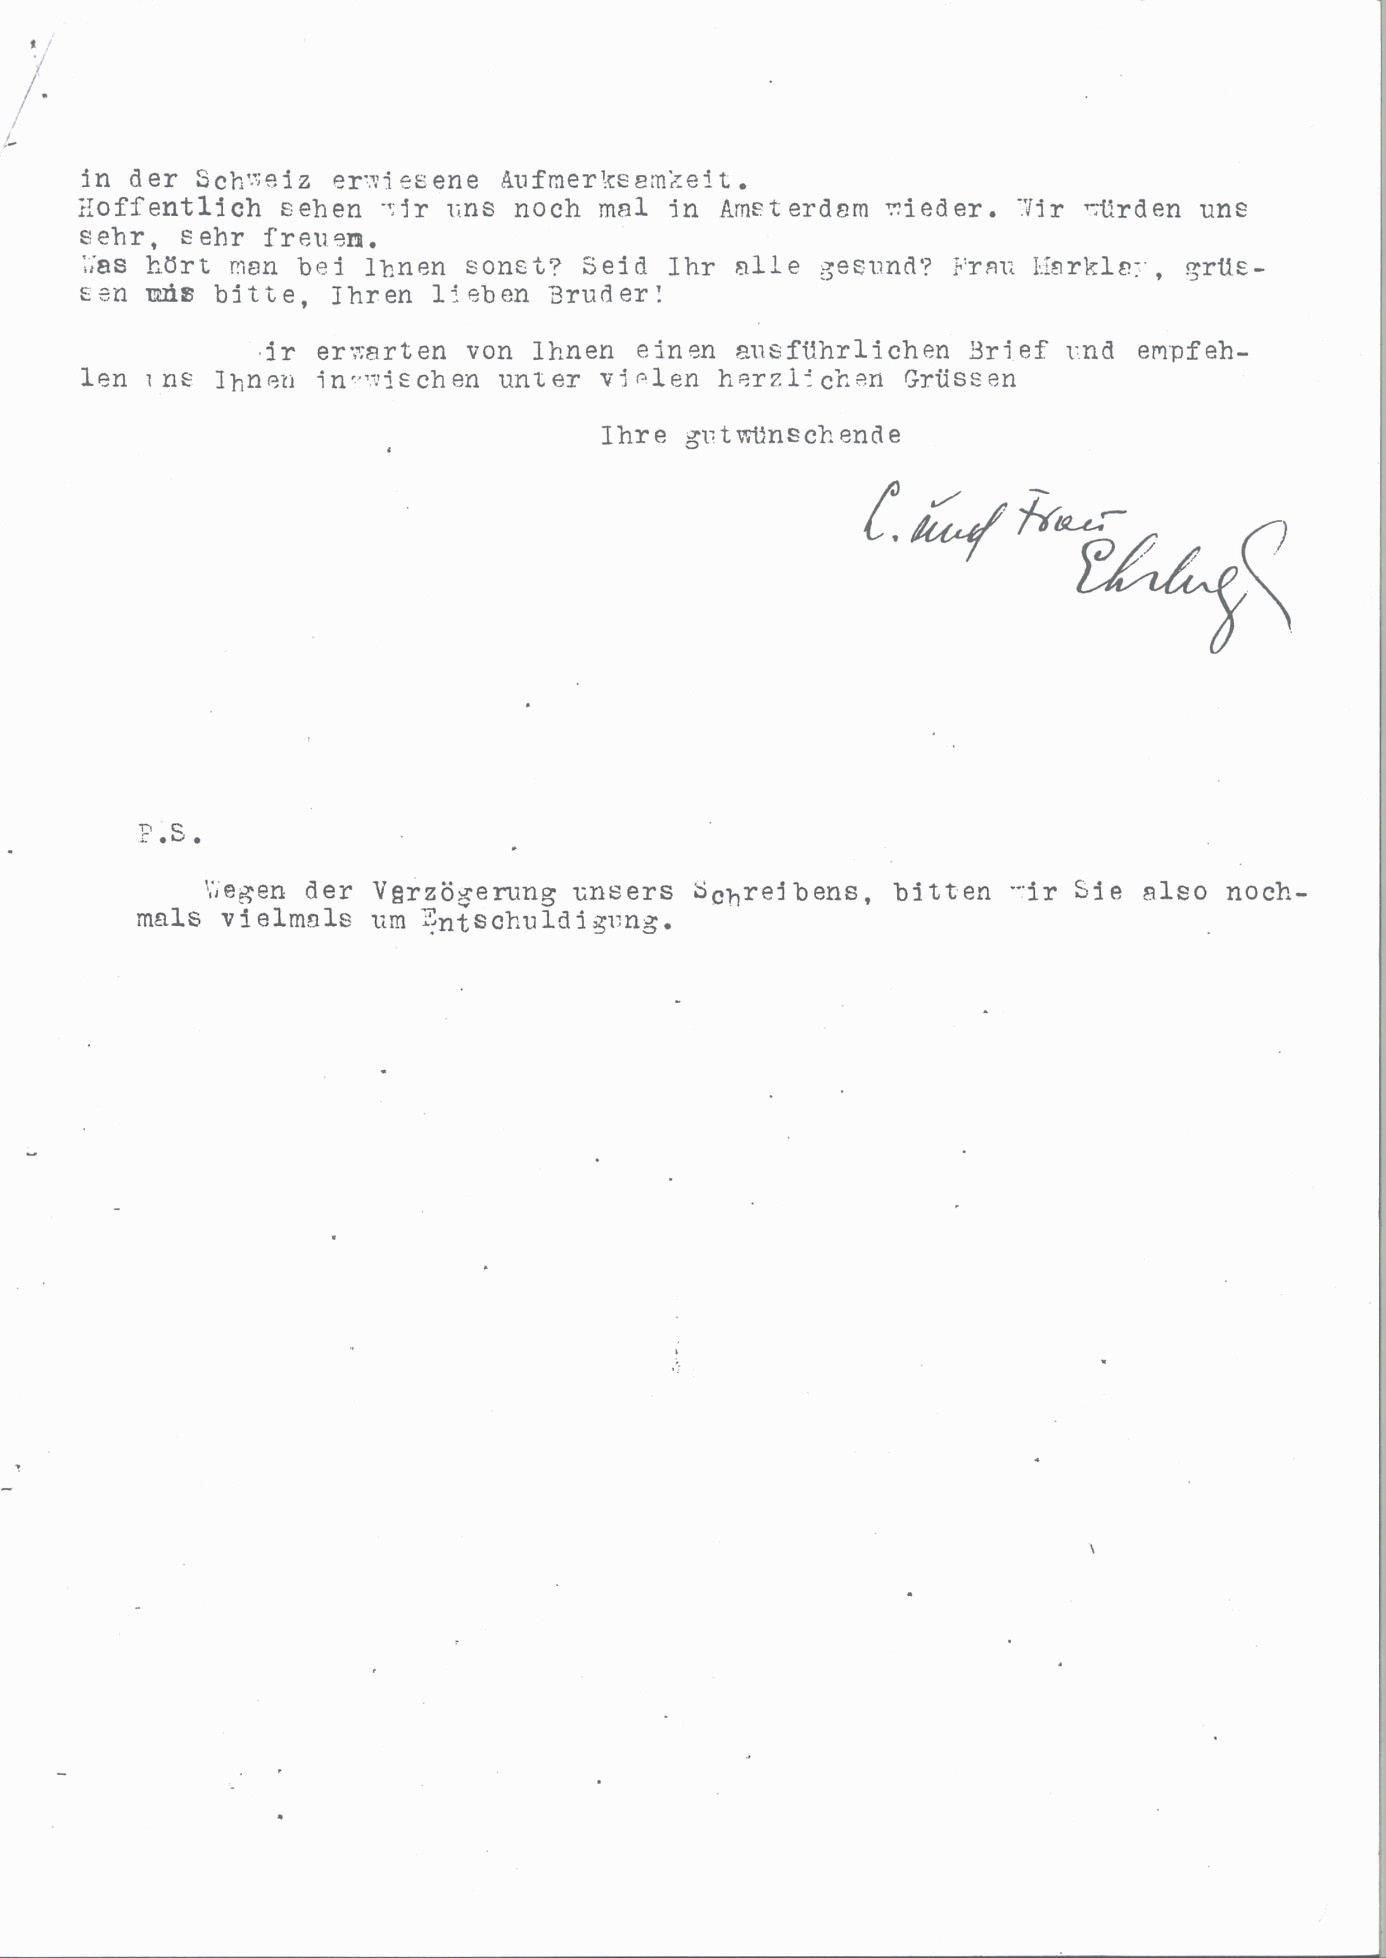 in der Schweiz erwiesene Aufmerksamkeit.
Hoffentlich sehen wir uns noch mal in Amsterdam wieder. Wir würden uns
sehr, sehr freuen.
Was hört man bei Ihnen sonst? Seid Ihr alle gesund? Frau Marklay, grüs-
sen bitte, Ihren lieben Bruder!
ir erwarten von Ihnen einen ausführlichen Brief und empfeh-
len uns Ihnen inzwischen unter vielen herzlichen Grüssen
Ihre gutwünschende
L. und Frau
P.S.
Wegen der Verzögerung unsers Schreibens, bitten wir Sie also noch-
mals vielmals um Entschuldigung.